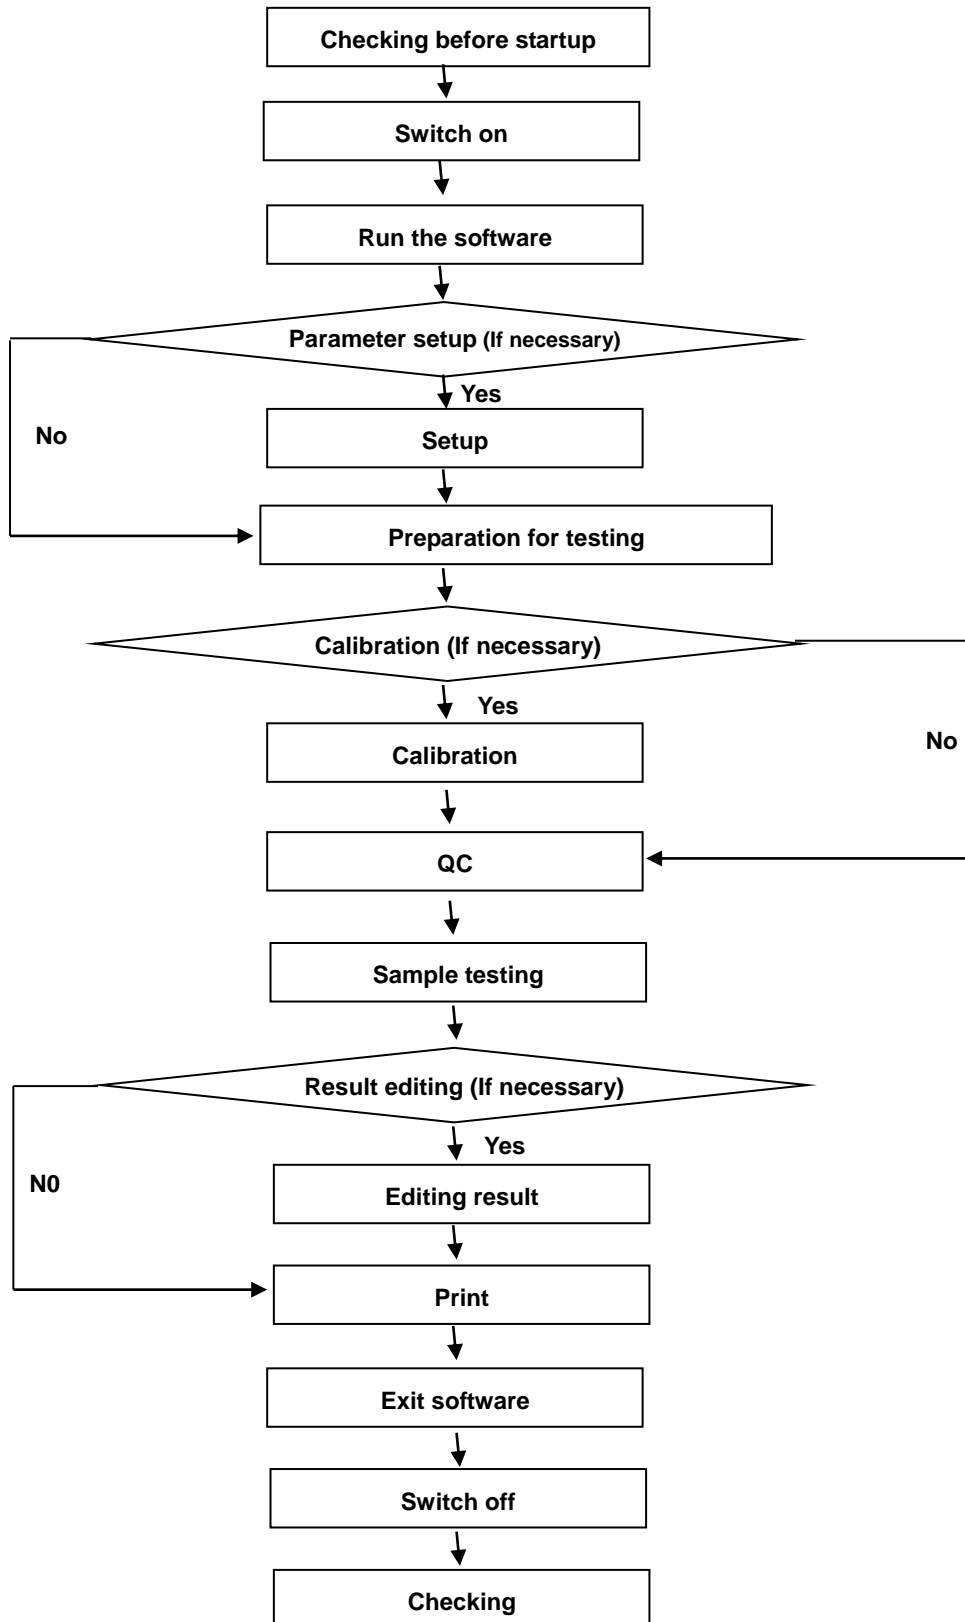 Checking before startup
Switch on
Run the software
Parameter setup (If necessary)
Yes
No
Setup
Preparation for testing
Calibration (If necessary)
Yes
No
Calibration
QC
Sample testing
Result editing (If necessary)
Yes
N0
Editing result
Print
Exit software
Switch off
Checking